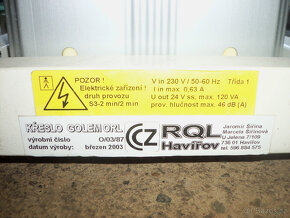 POZOR !
Elektrické zařízení !
druh provozu
S3-2 min/2 min
V in 230 V / 50-60 Hz Třída 1
I in max. 0,63 A
U out 24 V ss, max. 120 VA
prov. hlučnost max. 46 dB (A)
KŘESLO GOLEM ORL
výrobní číslo O/03/87
datum výroby: březen 2003
CZ
RQL
Havířov
Jaromír Šiřina
Marcela Šiřinová
U Jelena 7/109
736 01 Havířov
tel. 596 884 575